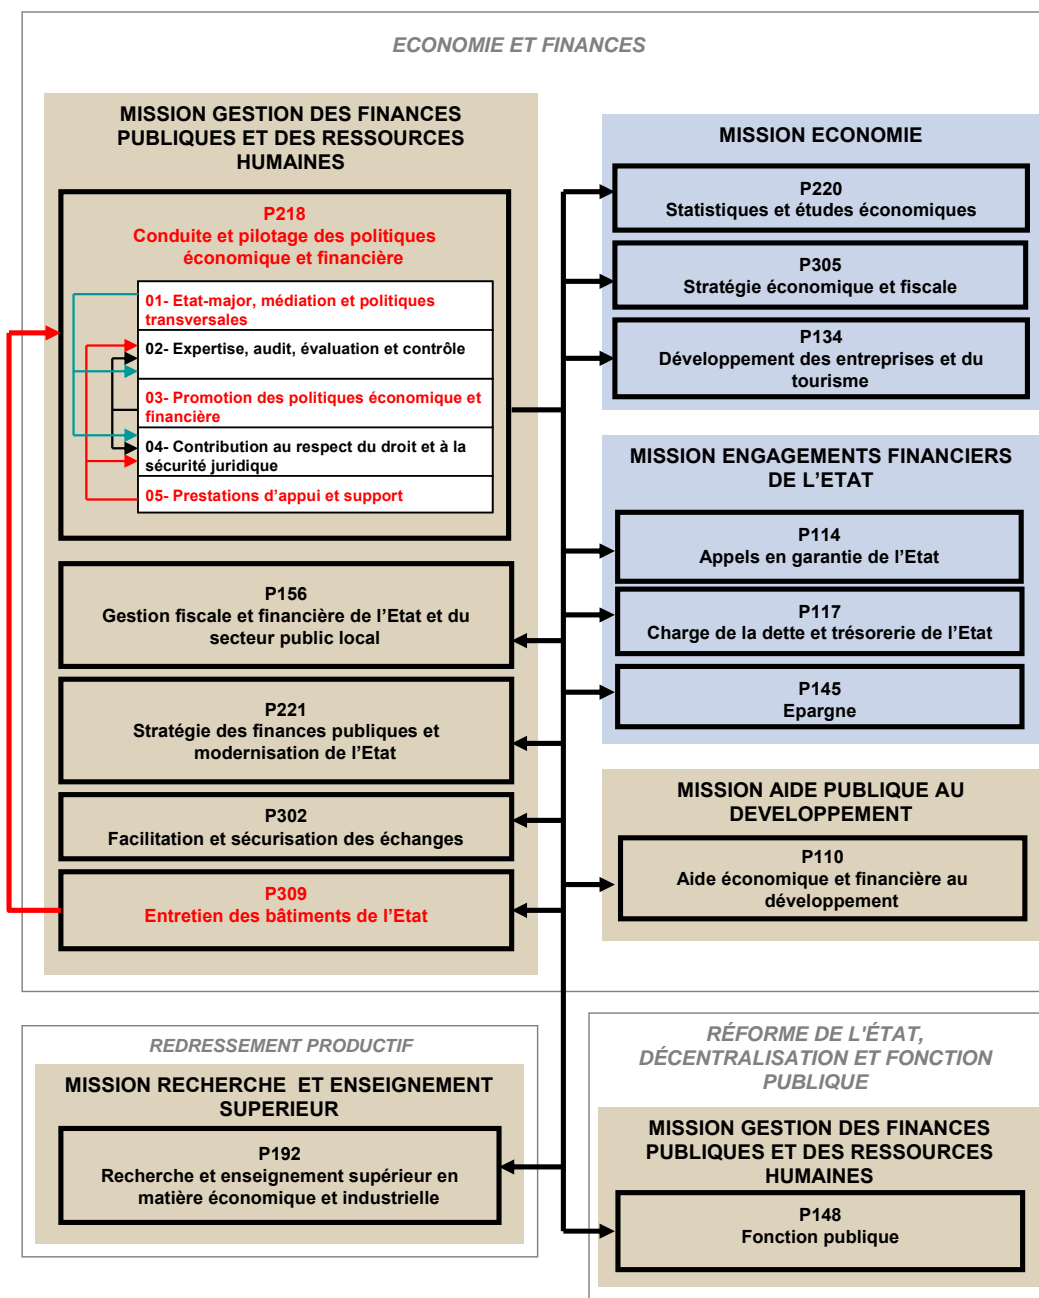 ECONOMIE ET FINANCES
MISSION GESTION DES FINANCES
PUBLIQUES ET DES RESSOURCES
HUMAINES
P218
Conduite et pilotage des politiques
économique et financière
01- Etat-major, médiation et politiques
transversales
02- Expertise, audit, évaluation et contrôle
03- Promotion des politiques économique et
financière
04- Contribution au respect du droit et à la
sécurité juridique
05- Prestations d’appui et support
P156
Gestion fiscale et financière de l’Etat et du
secteur public local
P221
Stratégie des finances publiques et
modernisation de l’Etat
P302
Facilitation et sécurisation des échanges
P309
Entretien des bâtiments de l’Etat
MISSION ECONOMIE
P220
Statistiques et études économiques
P305
Stratégie économique et fiscale
P134
Développement des entreprises et du
tourisme
MISSION ENGAGEMENTS FINANCIERS
DE L’ETAT
P114
Appels en garantie de l’Etat
P117
Charge de la dette et trésorerie de l’Etat
P145
Epargne
MISSION AIDE PUBLIQUE AU
DEVELOPPEMENT
P110
Aide économique et financière au
développement
REDRESSEMENT PRODUCTIF
MISSION RECHERCHE  ET ENSEIGNEMENT
SUPERIEUR
P192
Recherche et enseignement supérieur en
matière économique et industrielle
RÉFORME DE L'ÉTAT,
DÉCENTRALISATION ET FONCTION
PUBLIQUE
MISSION GESTION DES FINANCES
PUBLIQUES ET DES RESSOURCES
HUMAINES
P148
Fonction publique